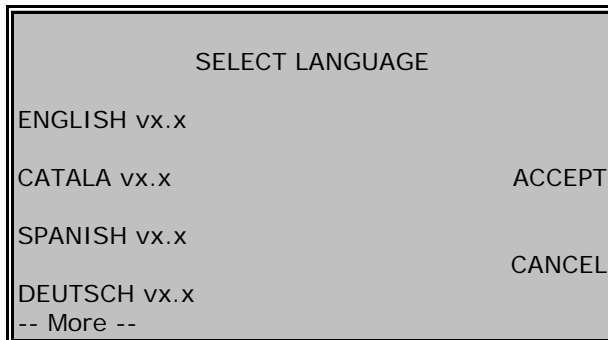 SELECT LANGUAGE
ENGLISH vx.x
CATALA vx.x
ACCEPT
SPANISH vx.x
CANCEL
DEUTSCH vx.x
-- More --